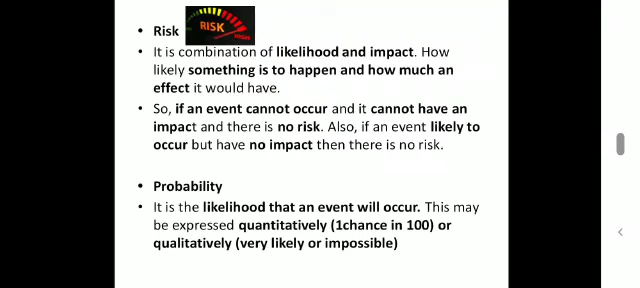 • Risk RISK HIGH
• It is combination of likelihood and impact. How
likely something is to happen and how much an
effect it would have.
• So, if an event cannot occur and it cannot have an
impact and there is no risk. Also, if an event likely to
occur but have no impact then there is no risk.
• Probability
• It is the likelihood that an event will occur. This may
be expressed quantitatively (1chance in 100) or
qualitatively (very likely or impossible)